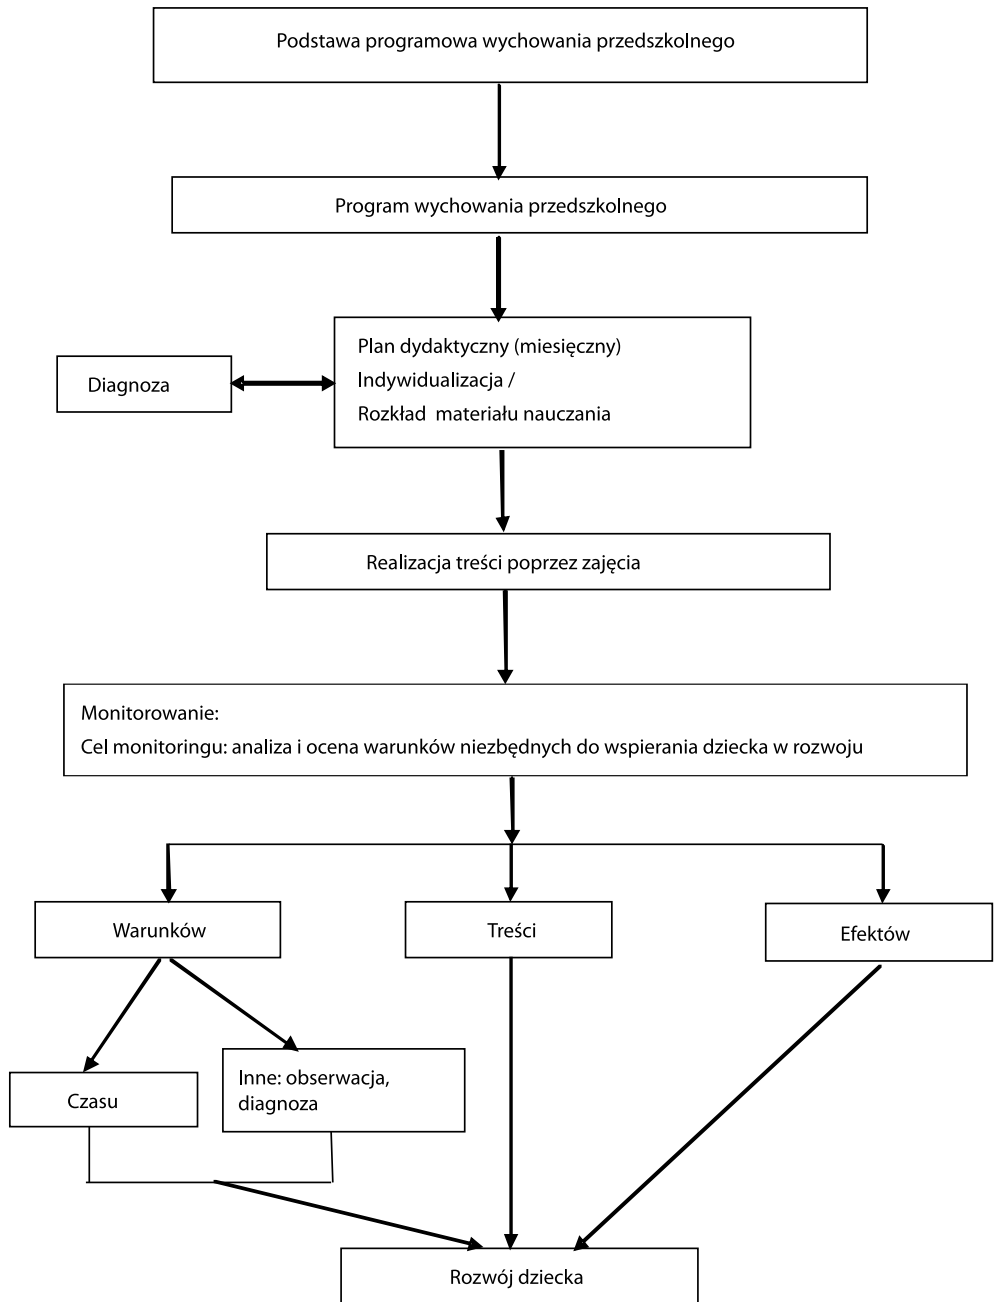 Podstawa programowa wychowania przedszkolnego
Program wychowania przedszkolnego
Plan dydaktyczny (miesięczny)
Indywidualizacja /
Rozkład materiału nauczania
Diagnoza
Realizacja treści poprzez zajęcia
Monitorowanie:
Cel monitoringu: analiza i ocena warunków niezbędnych do wspierania dziecka w rozwoju
Warunków
Treści
Efektów
Czasu
Inne: obserwacja,
diagnoza
Rozwój dziecka